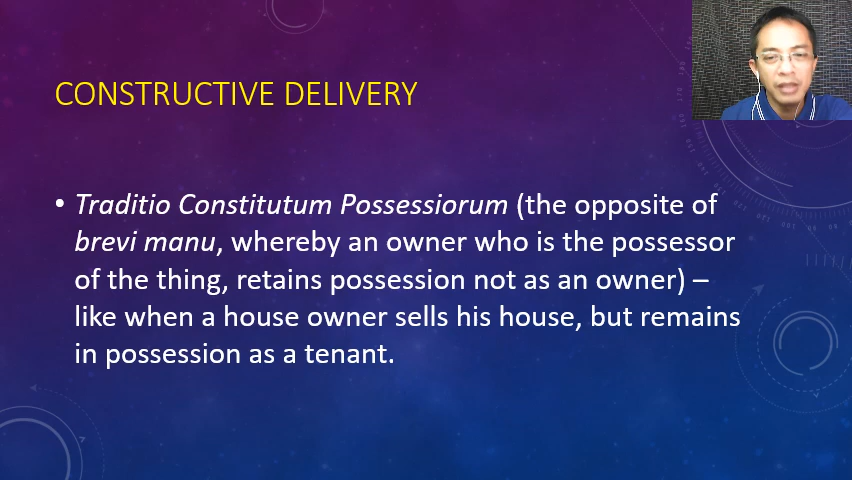 CONSTRUCTIVE DELIVERY
• Traditio Constitutum Possessiorum (the opposite of
brevi manu, whereby an owner who is the possessor
of the thing, retains possession not as an owner) –
like when a house owner sells his house, but remains
in possession as a tenant.